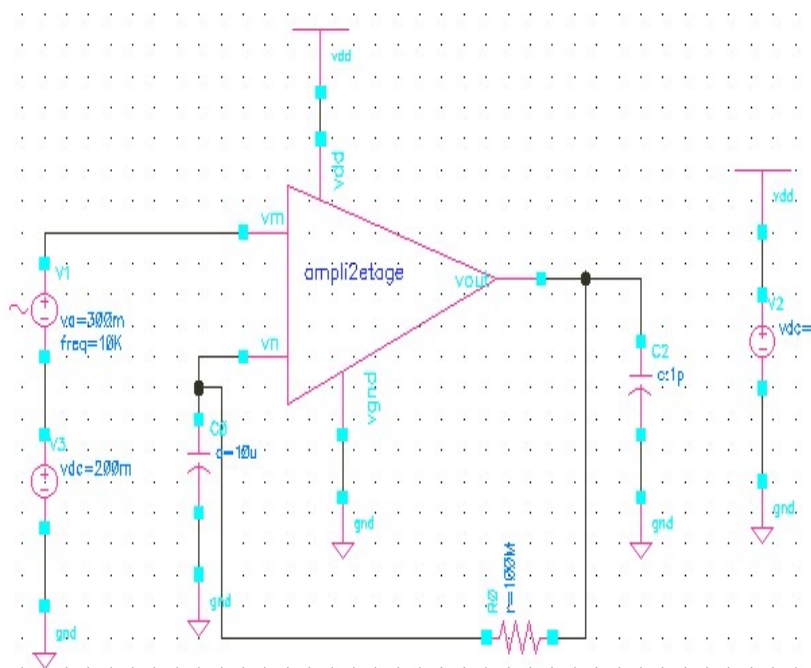 vdd
vdd
vdd
vm
V1
ampli2etage
vout
va=300m
freq=10K
V2
vdc=
vn
C2
c:1p
vgnd
V3
vdc=200m
C0
c=10u
gnd
gnd
gnd
gnd
gnd
R0
r=100M